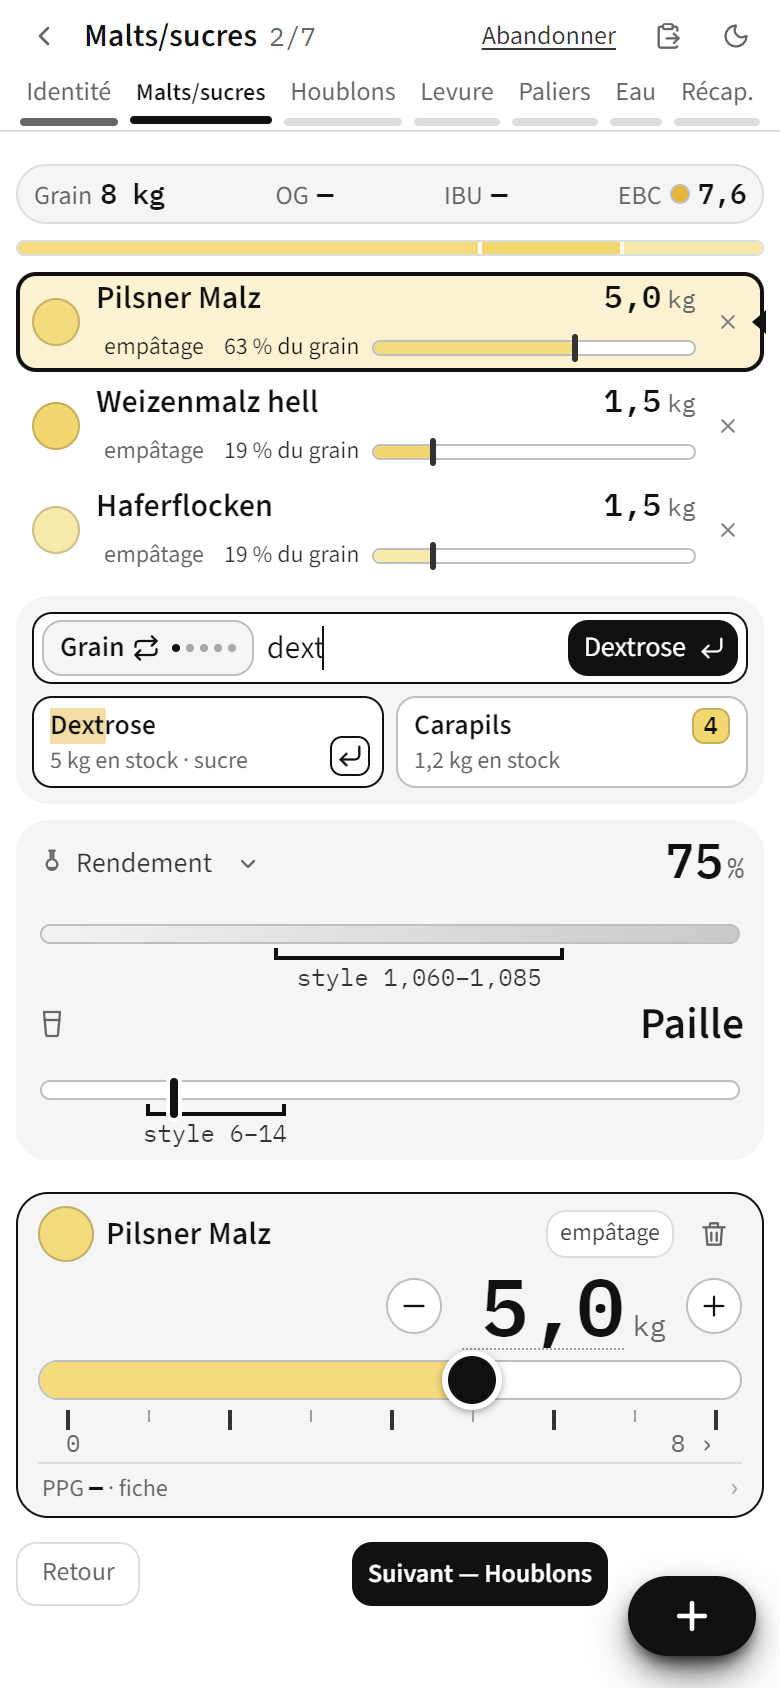 Malts/sucres 2/7 Abandonner
Identité Malts/sucres Houblons Levure Paliers Eau Récap.
Grain 8 kg OG – IBU – EBC 7,6
Pilsner Malz 5,0 kg ×
empâtage 63 % du grain
Weizenmalz hell 1,5 kg ×
empâtage 19 % du grain
Haferflocken 1,5 kg ×
empâtage 19 % du grain
Grain dext Dextrose
Dextrose
5 kg en stock · sucre
Carapils 4
1,2 kg en stock
Rendement 75 %
style 1,060–1,085
Paille
style 6–14
Pilsner Malz empâtage
− 5,0 kg +
0 8 ›
PPG – · fiche ›
Retour Suivant — Houblons +